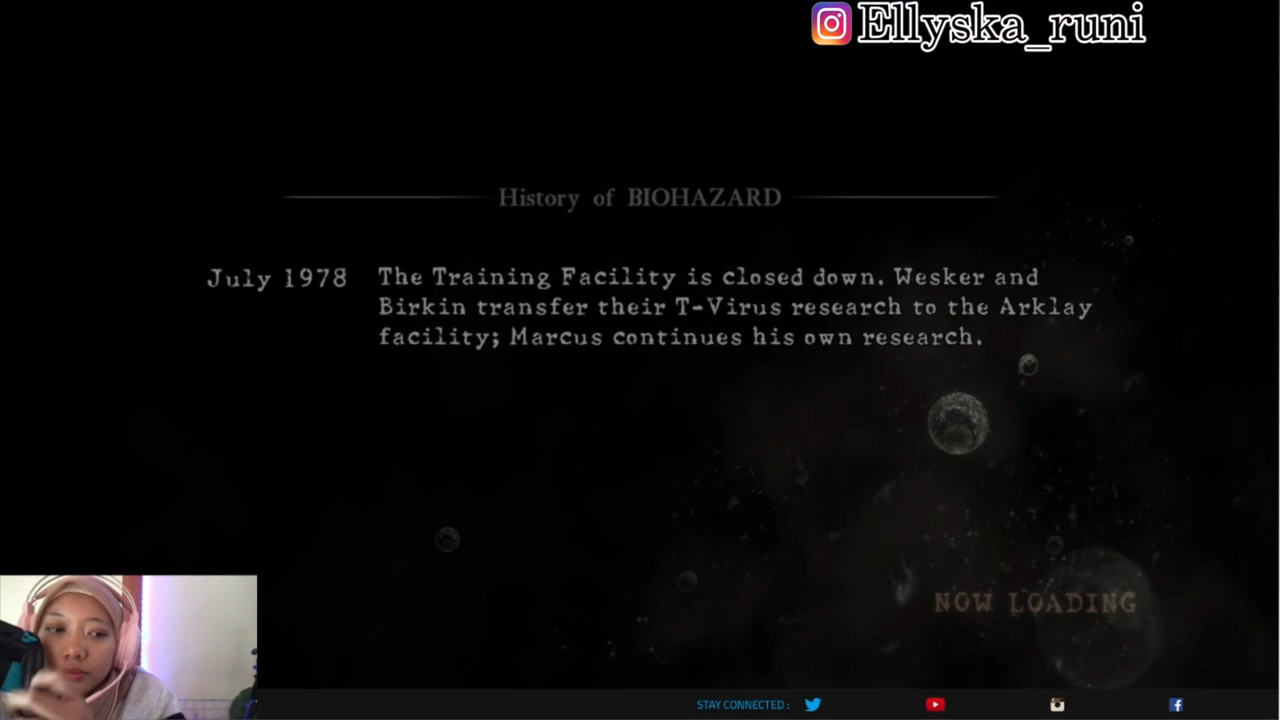 Ellyska_runi
History of BIOHAZARD
July 1978 The Training Facility is closed down. Wesker and
Birkin transfer their T-Virus research to the Arklay
facility; Marcus continues his own research.
NOW LOADING
STAY CONNECTED :